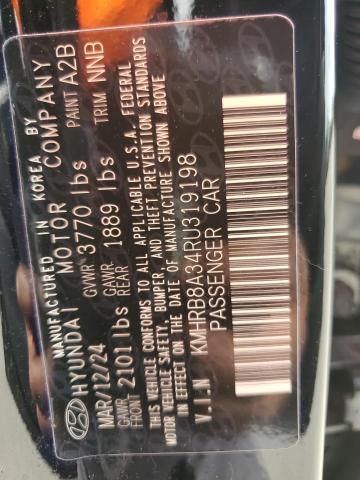 MANUFACTURED IN KOREA BY
HYUNDAI MOTOR COMPANY
MAR/12/24 GVWR 3770 lbs PAINT A2B
GAWR FRONT 2101lbs GAWR REAR 1889 lbs TRIM NNB
THIS VEHICLE CONFORMS TO ALL APPLICABLE U.S.A. FEDERAL
MOTOR VEHICLE SAFETY, BUMPER, AND THEFT PREVENTION STANDARDS
IN EFFECT ON THE DATE OF MANUFACTURE SHOWN ABOVE
V.I.N KMHRB8A34RU319198
PASSENGER CAR